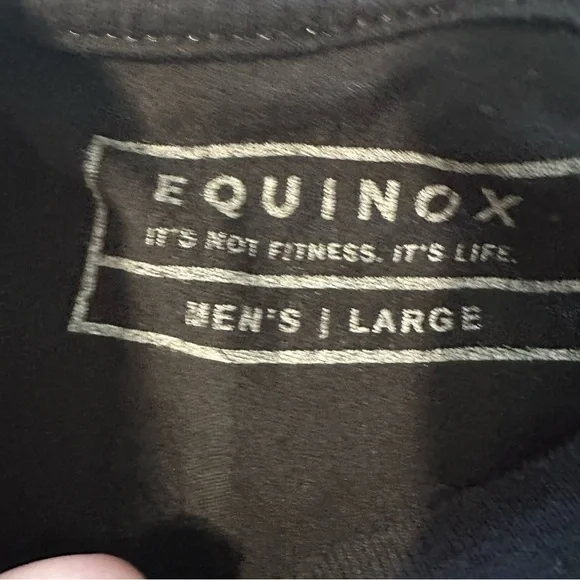 EQUINOX
IT'S NOT FITNESS. IT'S LIFE.
MEN'S | LARGE